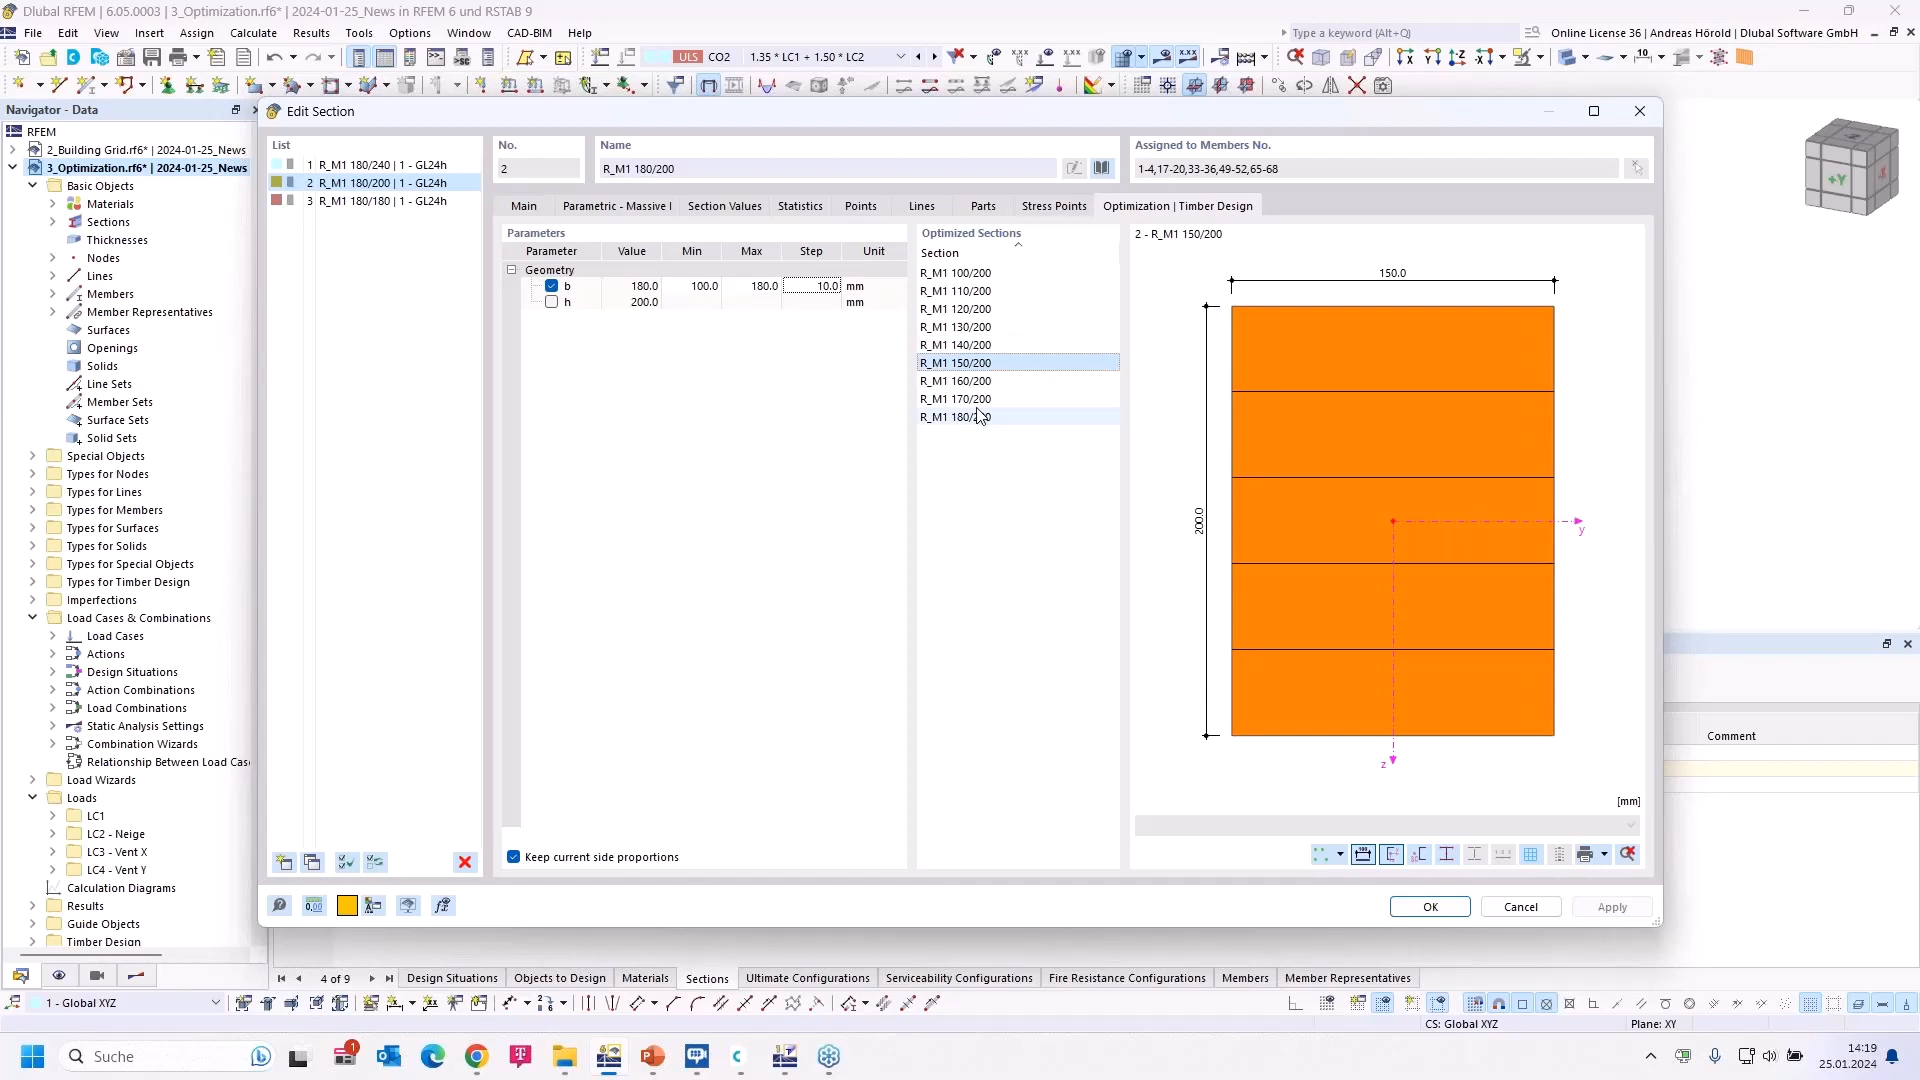 Dlubal RFEM | 6.05.0003 | 3_Optimization.rf6* | 2024-01-25_News in RFEM 6 und RSTAB 9
File Edit View Insert Assign Calculate Results Tools Options Window CAD-BIM Help
Type a keyword (Alt+Q)
Online License 36 | Andreas Hörold | Dlubal Software GmbH
ULS CO2 1.35 * LC1 + 1.50 * LC2
Navigator - Data
RFEM
2_Building Grid.rf6* | 2024-01-25_News
3_Optimization.rf6* | 2024-01-25_News
Basic Objects
Materials
Sections
Thicknesses
Nodes
Lines
Members
Member Representatives
Surfaces
Openings
Solids
Line Sets
Member Sets
Surface Sets
Solid Sets
Special Objects
Types for Nodes
Types for Lines
Types for Members
Types for Surfaces
Types for Solids
Types for Special Objects
Types for Timber Design
Imperfections
Load Cases & Combinations
Load Cases
Actions
Design Situations
Action Combinations
Load Combinations
Static Analysis Settings
Combination Wizards
Relationship Between Load Cas
Load Wizards
Loads
LC1
LC2 - Neige
LC3 - Vent X
LC4 - Vent Y
Calculation Diagrams
Results
Guide Objects
Timber Design
Edit Section
List
1 R_M1 180/240 | 1 - GL24h
2 R_M1 180/200 | 1 - GL24h
3 R_M1 180/180 | 1 - GL24h
No.
2
Name
R_M1 180/200
Assigned to Members No.
1-4,17-20,33-36,49-52,65-68
Main Parametric - Massive I Section Values Statistics Points Lines Parts Stress Points Optimization | Timber Design
Parameters
Parameter Value Min Max Step Unit
Geometry
b 180.0 100.0 180.0 10.0 mm
h 200.0 mm
Keep current side proportions
Optimized Sections
Section
R_M1 100/200
R_M1 110/200
R_M1 120/200
R_M1 130/200
R_M1 140/200
R_M1 150/200
R_M1 160/200
R_M1 170/200
R_M1 180/200
2 - R_M1 150/200
150.0
200.0
y
z
[mm]
OK Cancel Apply
+Y
-X
Z
Comment
4 of 9 Design Situations Objects to Design Materials Sections Ultimate Configurations Serviceability Configurations Fire Resistance Configurations Members Member Representatives
1 - Global XYZ
CS: Global XYZ Plane: XY
Suche
1
14:19
25.01.2024